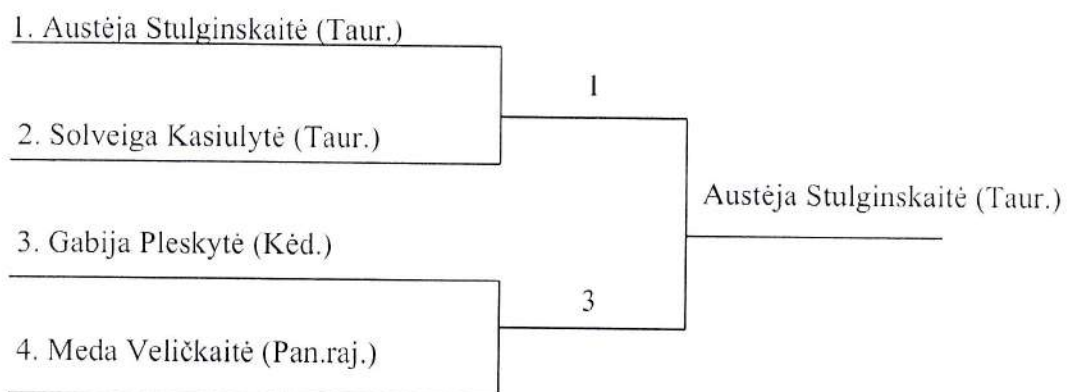 1. Austėja Stulginskaitė (Taur.)
1
2. Solveiga Kasiulytė (Taur.)
Austėja Stulginskaitė (Taur.)
3. Gabija Pleskytė (Kėd.)
3
4. Meda Veličkaitė (Pan.raj.)